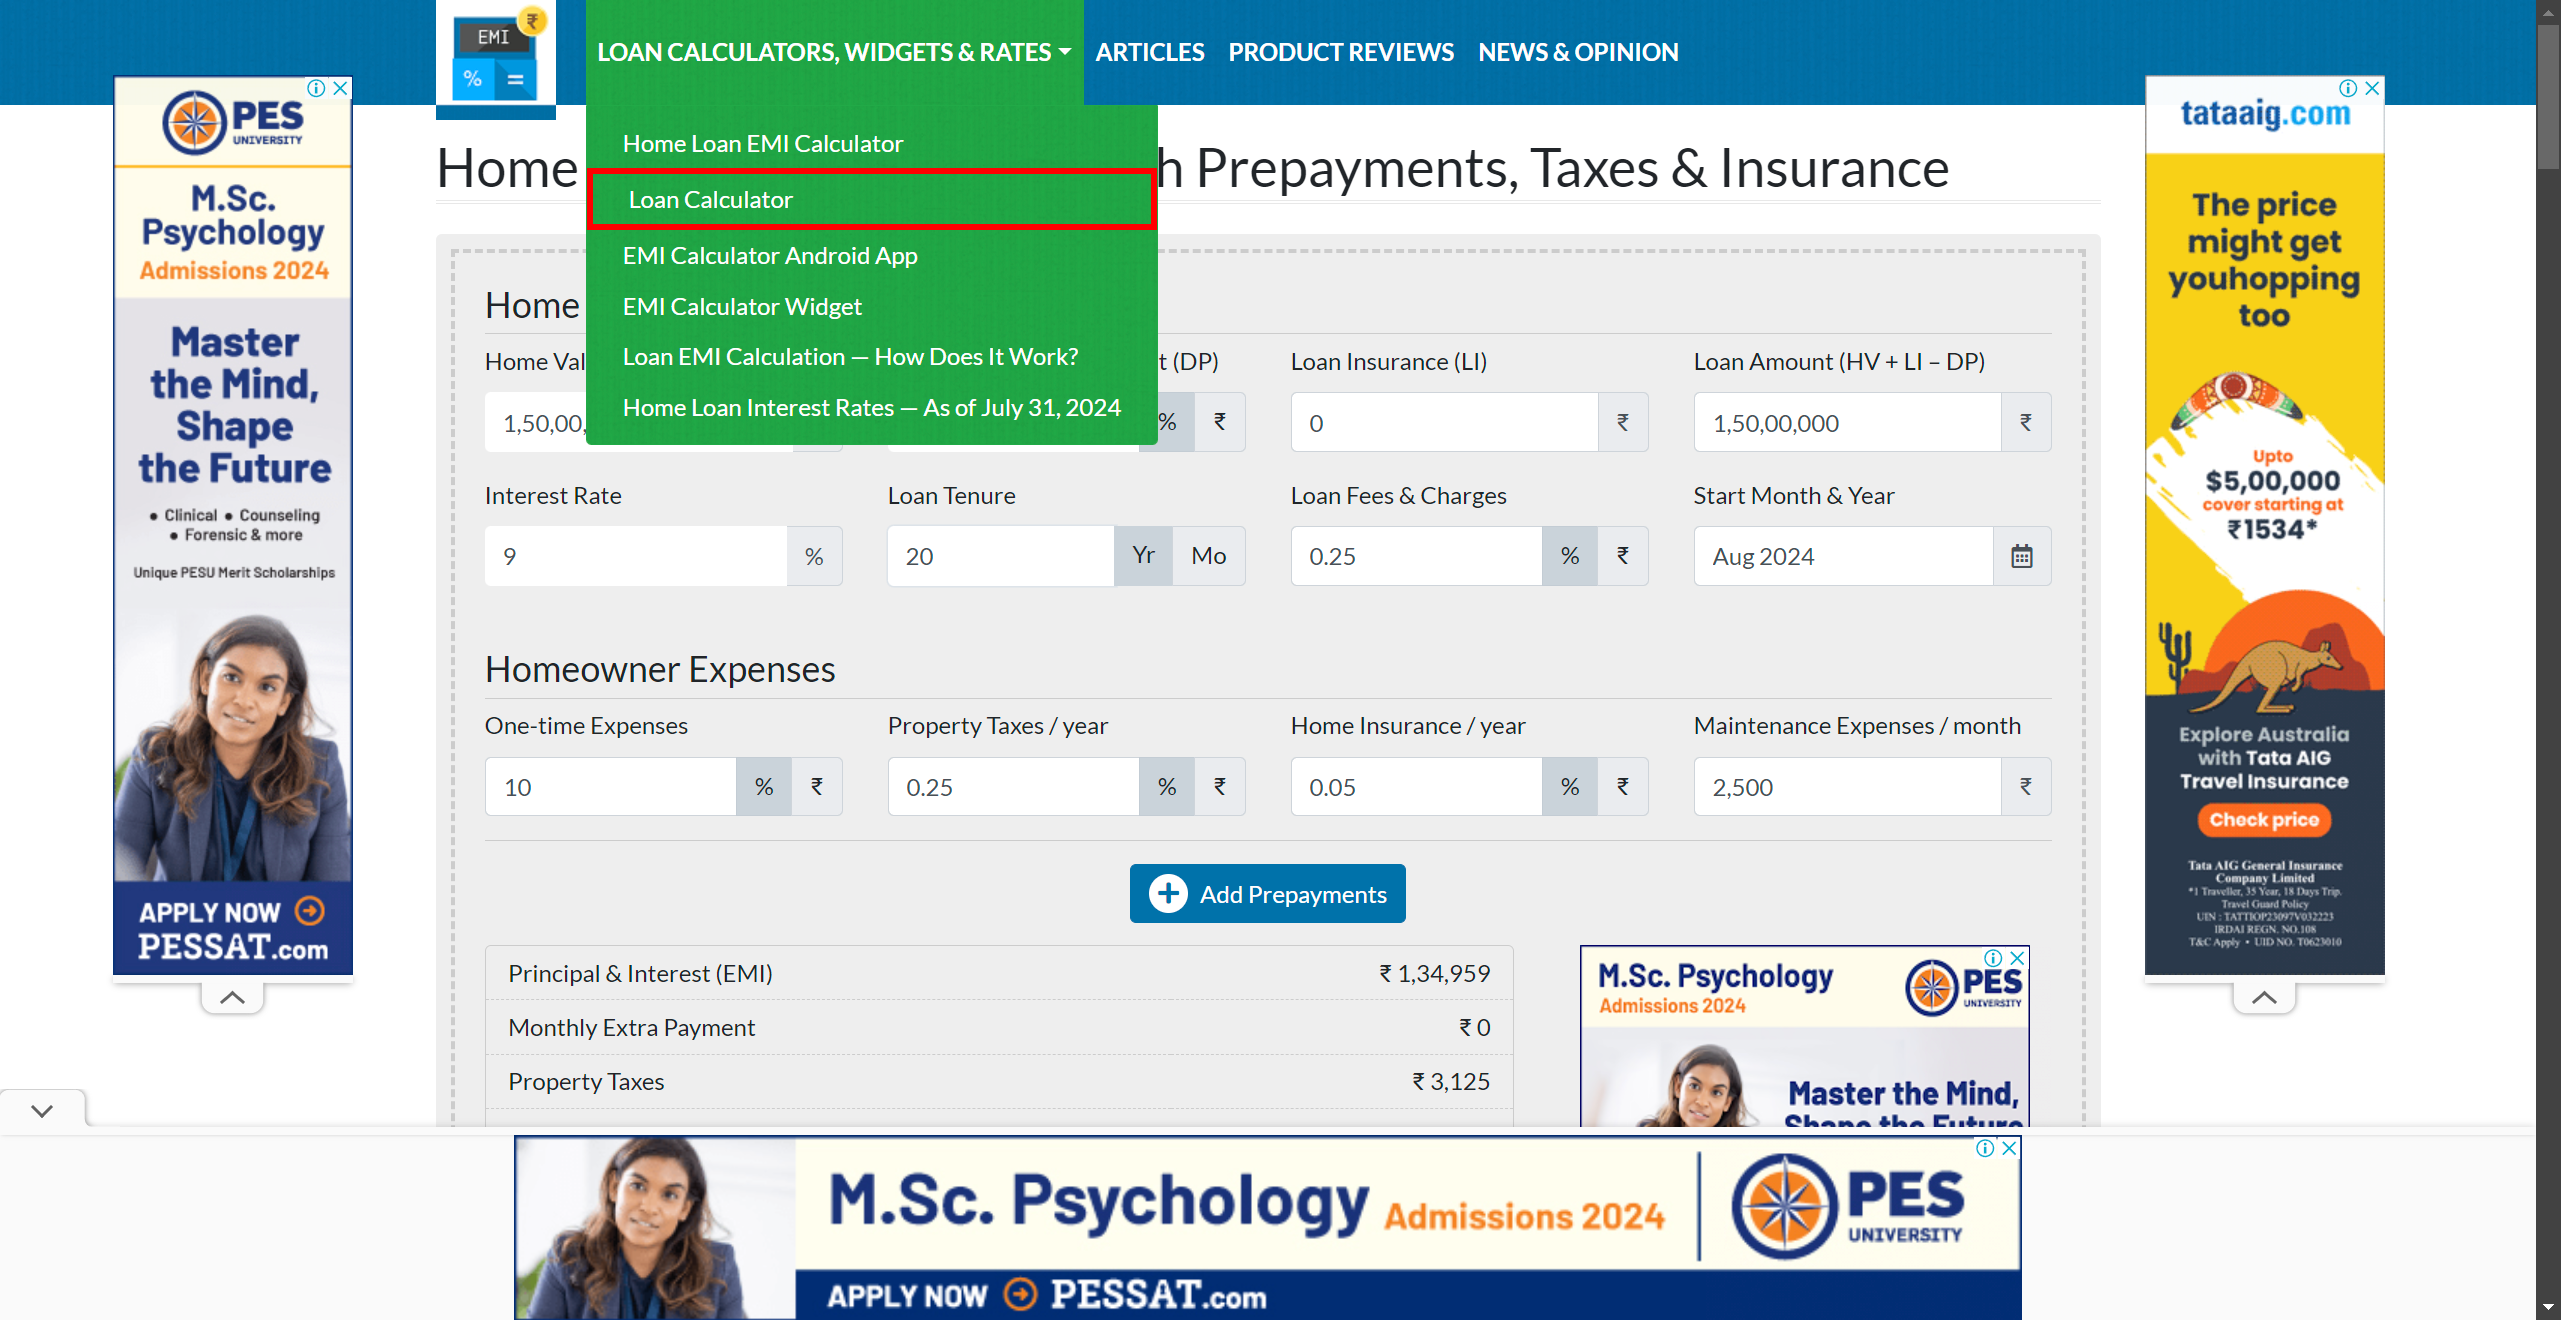 EMI
₹
%
=
LOAN CALCULATORS, WIDGETS & RATES
ARTICLES
PRODUCT REVIEWS
NEWS & OPINION
Home Loan EMI Calculator
Loan Calculator
EMI Calculator Android App
EMI Calculator Widget
Loan EMI Calculation — How Does It Work?
Home Loan Interest Rates — As of July 31, 2024
Home
h Prepayments, Taxes & Insurance
PES
UNIVERSITY
M.Sc.
Psychology
Admissions 2024
Master
the Mind,
Shape
the Future
• Clinical • Counseling
• Forensic & more
Unique PESU Merit Scholarships
APPLY NOW
PESSAT.com
Home
Home Val
t (DP)
Loan Insurance (LI)
Loan Amount (HV + LI – DP)
1,50,00,
% ₹
0 ₹
1,50,00,000 ₹
Interest Rate
Loan Tenure
Loan Fees & Charges
Start Month & Year
9 %
20 Yr Mo
0.25 % ₹
Aug 2024
Homeowner Expenses
One-time Expenses
Property Taxes / year
Home Insurance / year
Maintenance Expenses / month
10 % ₹
0.25 % ₹
0.05 % ₹
2,500 ₹
Add Prepayments
Principal & Interest (EMI) ₹ 1,34,959
Monthly Extra Payment ₹ 0
Property Taxes ₹ 3,125
M.Sc. Psychology
Admissions 2024
PES
UNIVERSITY
Master the Mind,
Shape the Future
tataaig.com
The price
might get
youhopping
too
Upto
$5,00,000
cover starting at
₹1534*
Explore Australia
with Tata AIG
Travel Insurance
Check price
Tata AIG General Insurance
Company Limited
*1 Traveller, 35 Year, 18 Days Trip.
Travel Guard Policy
UIN : TATTIOP23097V032223
IRDAI REGN. NO.108
T&C Apply • UID NO. T0623010
M.Sc. Psychology Admissions 2024
PES
UNIVERSITY
APPLY NOW PESSAT.com